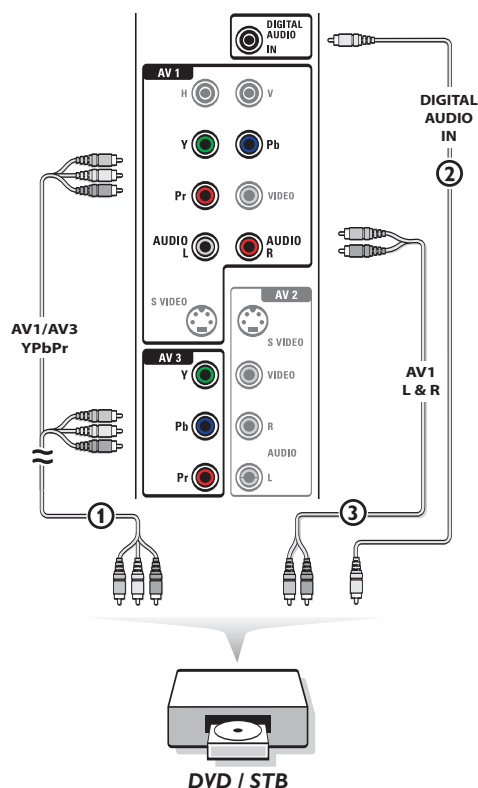 DIGITAL
AUDIO
IN
AV 1
H
V
Y
Pb
Pr
VIDEO
AUDIO
L
AUDIO
R
S VIDEO
AV 2
S VIDEO
AV 3
Y
VIDEO
Pb
R
AUDIO
Pr
L
AV1/AV3
YPbPr
DIGITAL
AUDIO
IN
2
AV1
L & R
1
3
DVD / STB